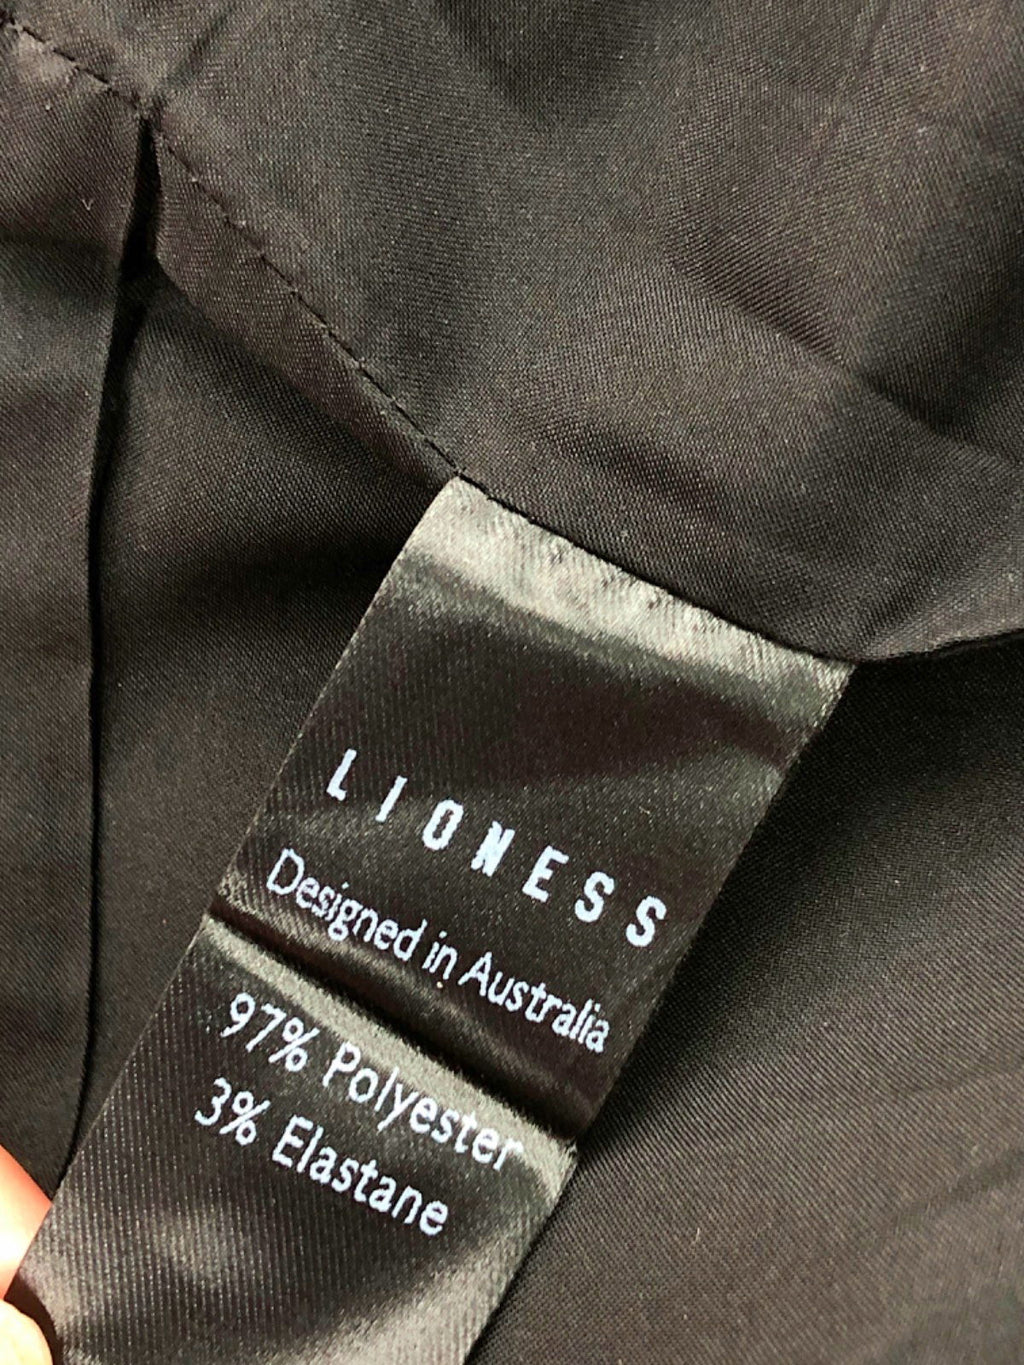 LIONESS
Designed in Australia
97% Polyester
3% Elastane